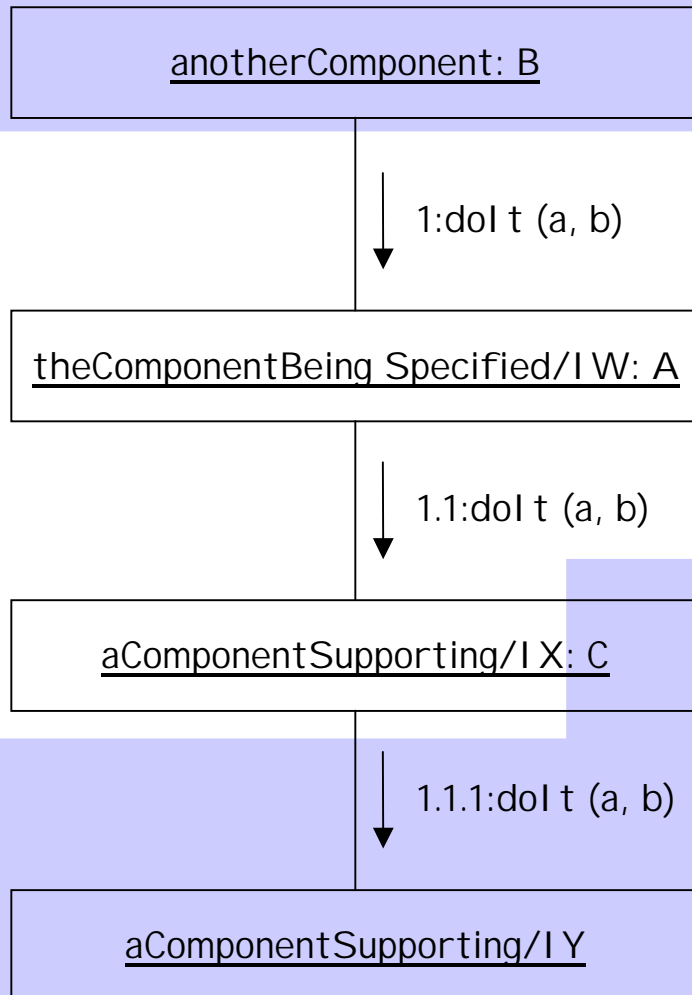 anotherComponent: B
1:doIt (a, b)
theComponentBeing Specified/IW: A
1.1:doIt (a, b)
aComponentSupporting/IX: C
1.1.1:doIt (a, b)
aComponentSupporting/IY